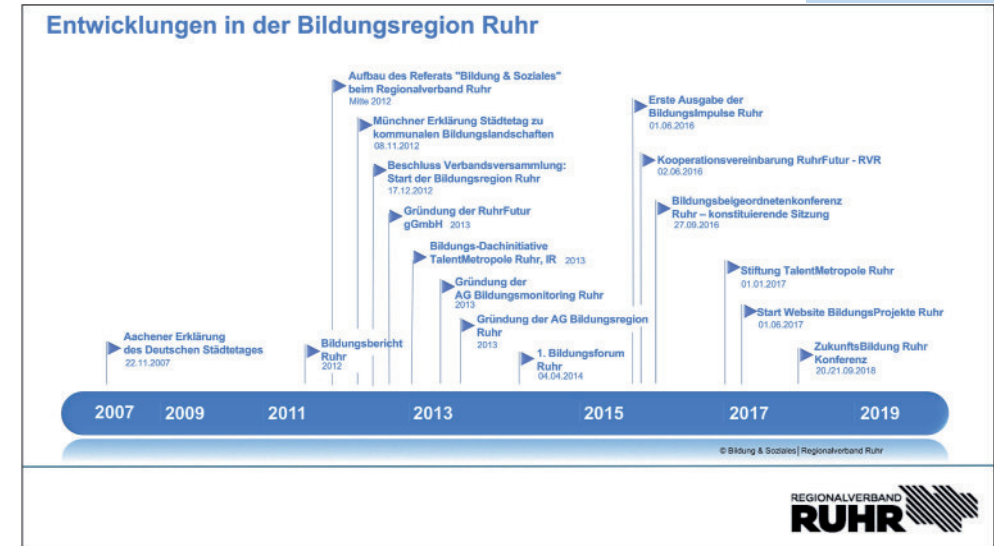 Entwicklungen in der Bildungsregion Ruhr
Aufbau des Referats "Bildung & Soziales"
beim Regionalverband Ruhr
Mitte 2012
Münchner Erklärung Städtetag zu
kommunalen Bildungslandschaften
08.11.2012
Beschluss Verbandsversammlung:
Start der Bildungsregion Ruhr
17.12.2012
Gründung der RuhrFutur
gGmbH 2013
Bildungs-Dachinitiative
TalentMetropole Ruhr, IR 2013
Gründung der
AG Bildungsmonitoring Ruhr
2013
Gründung der AG Bildungsregion
Ruhr
2013
Aachener Erklärung
des Deutschen Städtetages
22.11.2007
Bildungsbericht
Ruhr
2012
1. Bildungsforum
Ruhr
04.04.2014
Erste Ausgabe der
BildungsImpulse Ruhr
01.06.2016
Kooperationsvereinbarung RuhrFutur - RVR
02.06.2016
Bildungsbeigeordnetenkonferenz
Ruhr – konstituierende Sitzung
27.09.2016
Stiftung TalentMetropole Ruhr
01.01.2017
Start Website BildungsProjekte Ruhr
01.06.2017
ZukunftsBildung Ruhr
Konferenz
20./21.09.2018
2007 2009 2011 2013 2015 2017 2019
© Bildung & Soziales| Regionalverband Ruhr
REGIONALVERBAND
RUHR